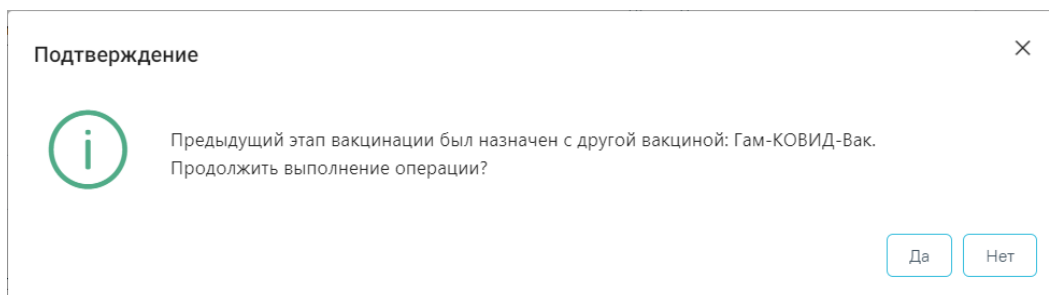 Подтверждение
Предыдущий этап вакцинации был назначен с другой вакциной: Гам-КОВИД-Вак.
Продолжить выполнение операции?
Да Нет